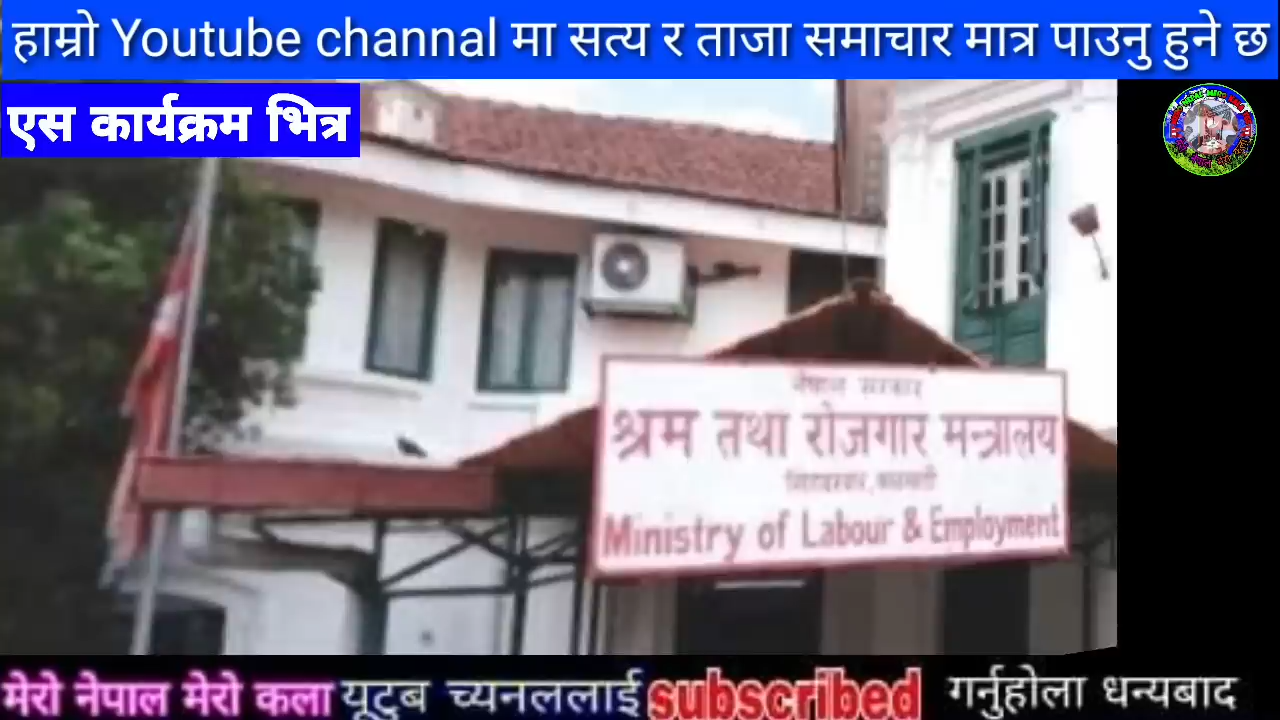 हाम्रो Youtube channal मा सत्य र ताजा समाचार मात्र पाउनु हुने छ
एस कार्यक्रम भित्र
नेपाल सरकार
श्रम तथा रोजगार मन्त्रालय
Ministry of Labour & Employment
मेरो नेपाल मेरो कला यूटुब च्यनललाई subscribed गर्नुहोला धन्यबाद